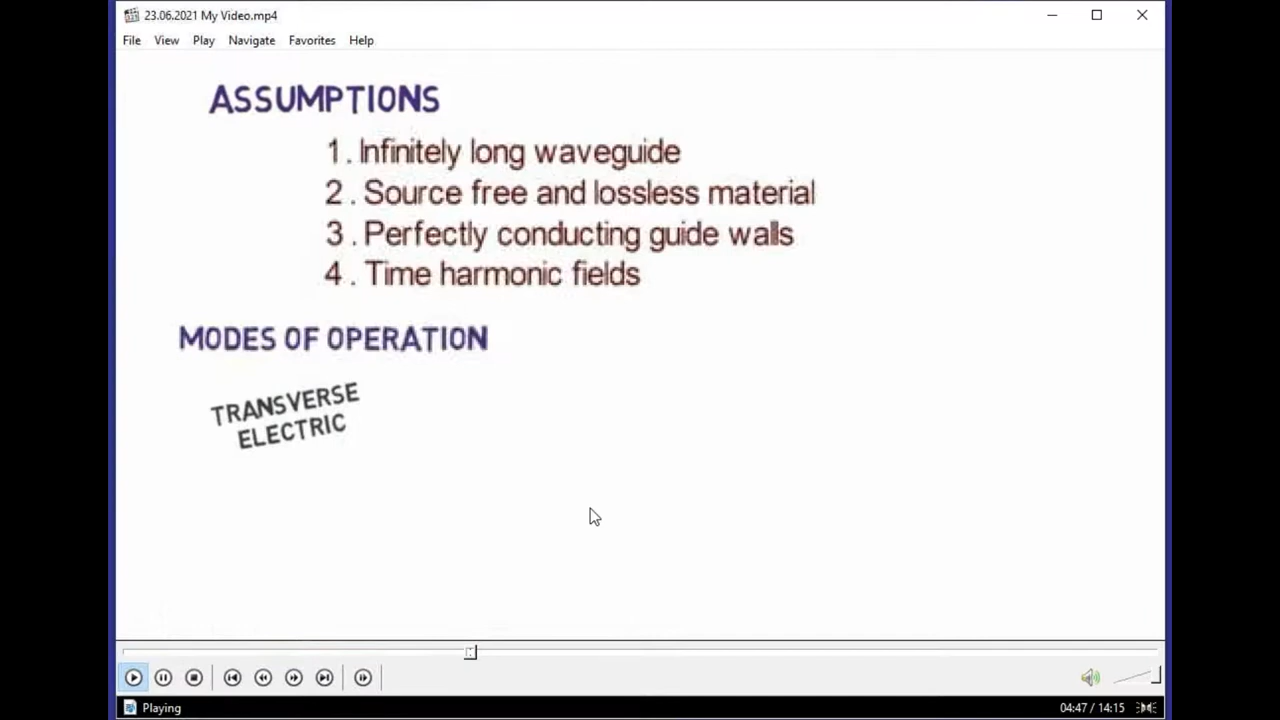 23.06.2021 My Video.mp4
File View Play Navigate Favorites Help
ASSUMPTIONS
1 . Infinitely long waveguide
2 . Source free and lossless material
3 . Perfectly conducting guide walls
4 . Time harmonic fields
MODES OF OPERATION
TRANSVERSE
ELECTRIC
Playing
04:47 / 14:15